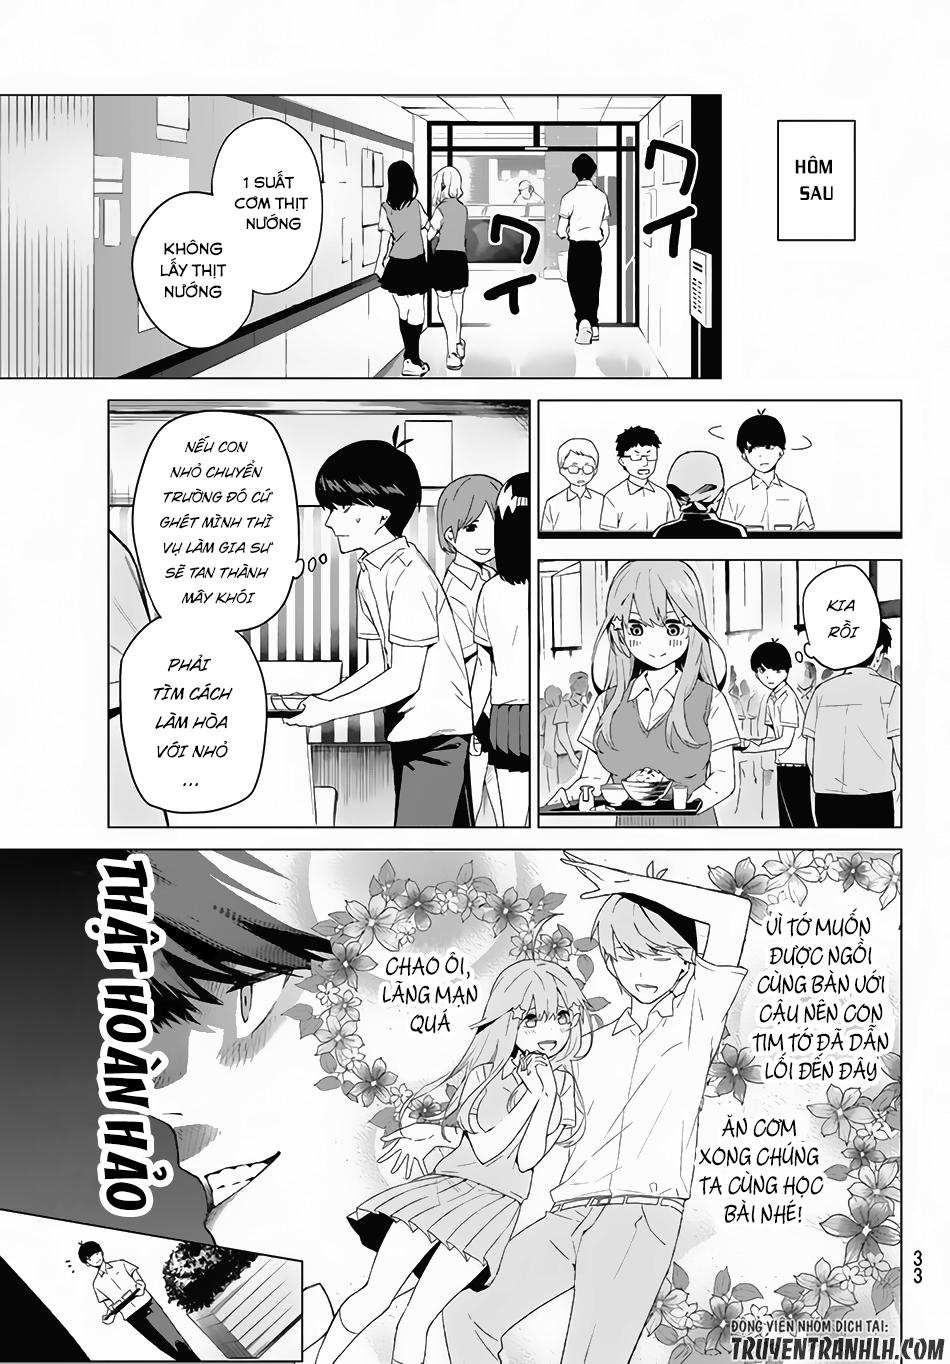 HÔM
SAU
ワイ
ワイ
1 SUẤT
CƠM THỊT
NƯỚNG
KHÔNG
LẤY THỊT
NƯỚNG
NẾU CON
NHỎ CHUYỂN
TRƯỜNG ĐÓ CỨ
GHÉT MÌNH THÌ
VỤ LÀM GIA SƯ
SẼ TAN THÀNH
MÂY KHÓI
PHẢI
TÌM CÁCH
LÀM HÒA
VỚI NHỎ
...
KIA
RỒI
VÌ TỚ MUỐN
ĐƯỢC NGỒI
CÙNG BÀN VỚI
CẬU NÊN CON
TIM TỚ ĐÃ DẪN
LỐI ĐẾN ĐÂY
ĂN CƠM
XONG CHÚNG
TA CÙNG HỌC
BÀI NHÉ!
CHAO ÔI,
LÃNG MẠN
QUÁ
THẬT HOÀN HẢO
33
ĐỘNG VIÊN NHÓM DỊCH TẠI:
TRUYENTRANHLH.COM